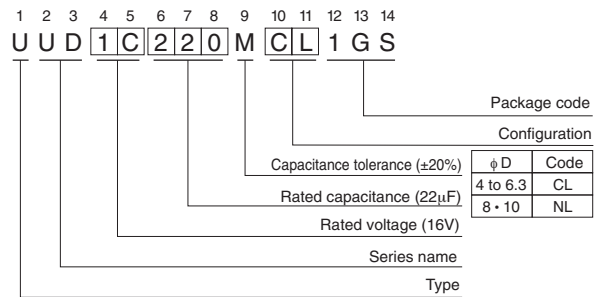 1 2 3 4 5 6 7 8 9 10 11 12 13 14
U U D 1 C 2 2 0 M C L 1 G S
Package code
Configuration
Capacitance tolerance (±20%)
φ D Code
4 to 6.3 CL
8 • 10 NL
Rated capacitance (22μF)
Rated voltage (16V)
Series name
Type